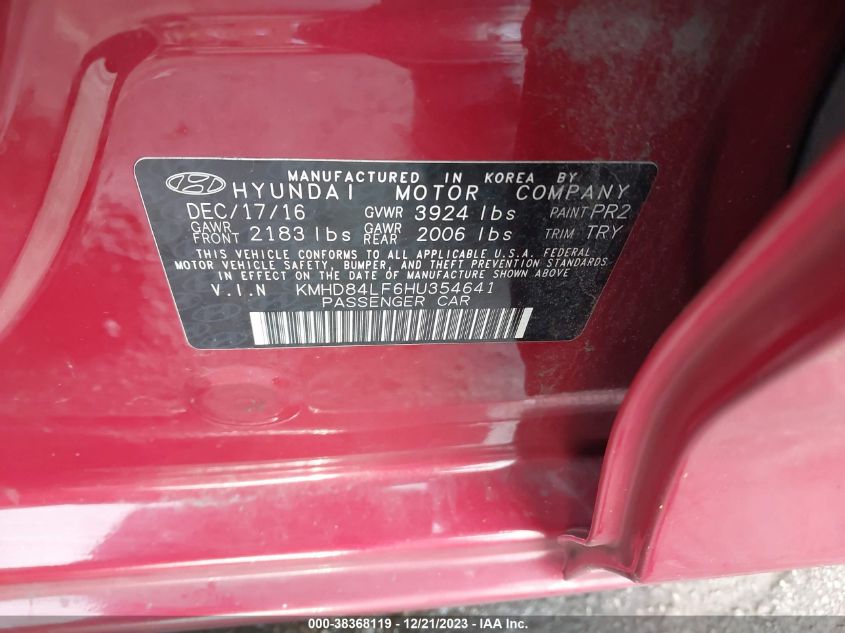 MANUFACTURED IN KOREA BY
HYUNDAI MOTOR COMPANY
DEC/17/16 GVWR 3924 lbs PAINT PR2
GAWR FRONT 2183 lbs GAWR REAR 2006 lbs TRIM TRY
THIS VEHICLE CONFORMS TO ALL APPLICABLE U.S.A. FEDERAL
MOTOR VEHICLE SAFETY, BUMPER, AND THEFT PREVENTION STANDARDS
IN EFFECT ON THE DATE OF MANUFACTURE SHOWN ABOVE
V.I.N KMHD84LF6HU354641
PASSENGER CAR
000-38368119 - 12/21/2023 - IAAI.com.